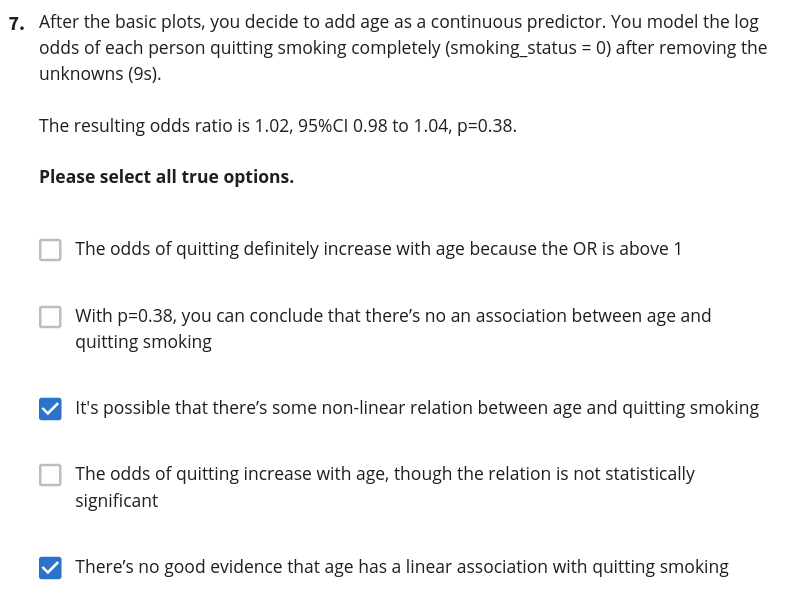 7. After the basic plots, you decide to add age as a continuous predictor. You model the log
odds of each person quitting smoking completely (smoking_status = 0) after removing the
unknowns (9s).
The resulting odds ratio is 1.02, 95%CI 0.98 to 1.04, p=0.38.
Please select all true options.
The odds of quitting definitely increase with age because the OR is above 1
With p=0.38, you can conclude that there’s no an association between age and
quitting smoking
It's possible that there’s some non-linear relation between age and quitting smoking
The odds of quitting increase with age, though the relation is not statistically
significant
There’s no good evidence that age has a linear association with quitting smoking